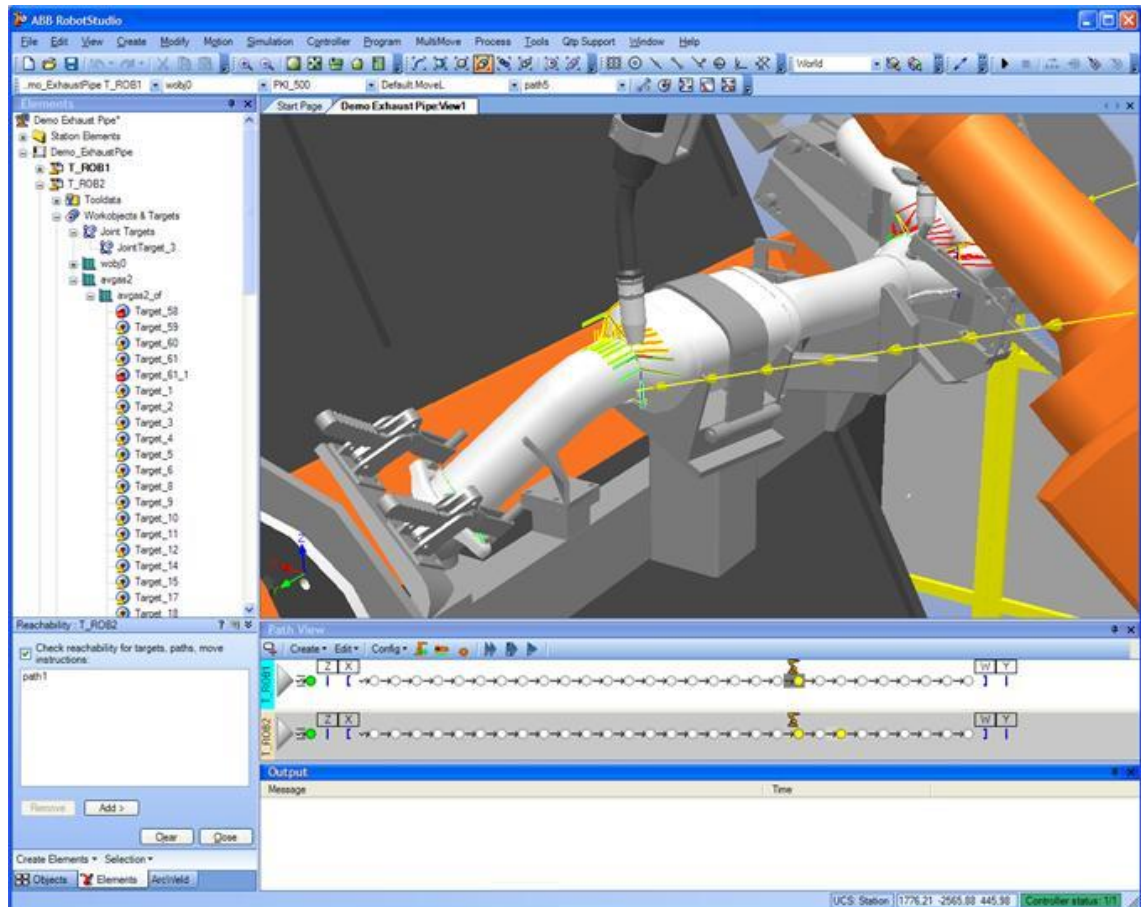 ABB RobotStudio
File Edit View Create Modify Motion Simulation Controller Program MultiMove Process Tools Qtp Support Window Help
World
...mo_ExhaustPipe T_ROB1 wobj0 PKI_500 Default MoveL path5
Elements
Start Page Demo Exhaust Pipe:View1
Demo Exhaust Pipe*
Station Elements
Demo_ExhaustPipe
T_ROB1
T_ROB2
Tooldata
Workobjects & Targets
Joint Targets
JointTarget_3
wobj0
avgas2
avgas2_of
Target_58
Target_59
Target_60
Target_61
Target_61_1
Target_1
Target_2
Target_3
Target_4
Target_5
Target_6
Target_8
Target_9
Target_10
Target_11
Target_12
Target_14
Target_15
Target_17
Target_18
Z
Reachability : T_ROB2
Check reachability for targets, paths, move
instructions:
path1
Remove Add >
Clear Close
Create Elements Selection
Objects Elements ArcWeld
Path View
Create Edit Config
T_ROB1
Z X W Y
T_ROB2
Z X W Y
Output
Message Time
UCS: Station 1776.21 -2565.88 445.98 Controller status: 1/1